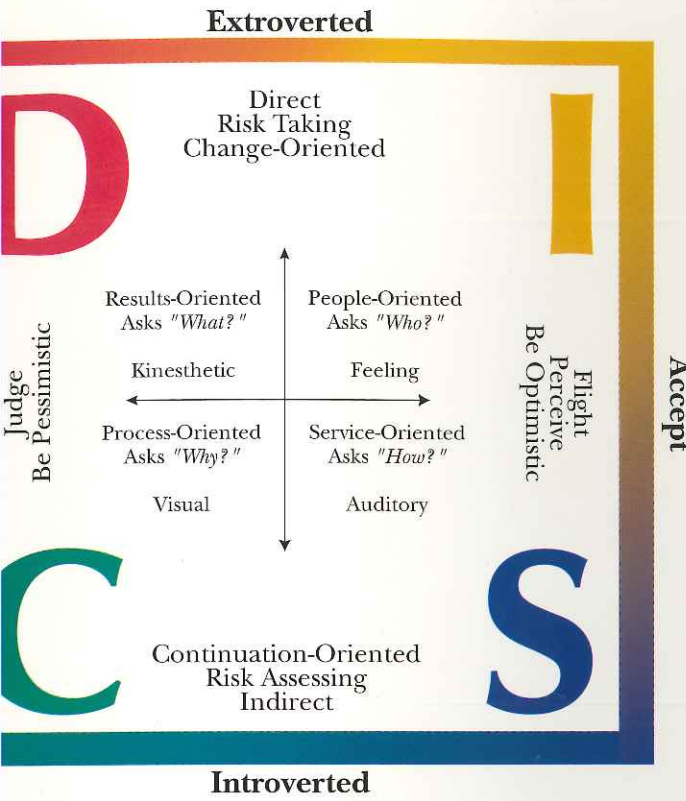 Extroverted
D
Direct
Risk Taking
Change-Oriented
I
Results-Oriented
Asks "What?"
Kinesthetic
People-Oriented
Asks "Who?"
Feeling
Judge
Be Pessimistic
Flight
Perceive
Be Optimistic
Accept
Process-Oriented
Asks "Why?"
Visual
Service-Oriented
Asks "How?"
Auditory
C
Continuation-Oriented
Risk Assessing
Indirect
S
Introverted